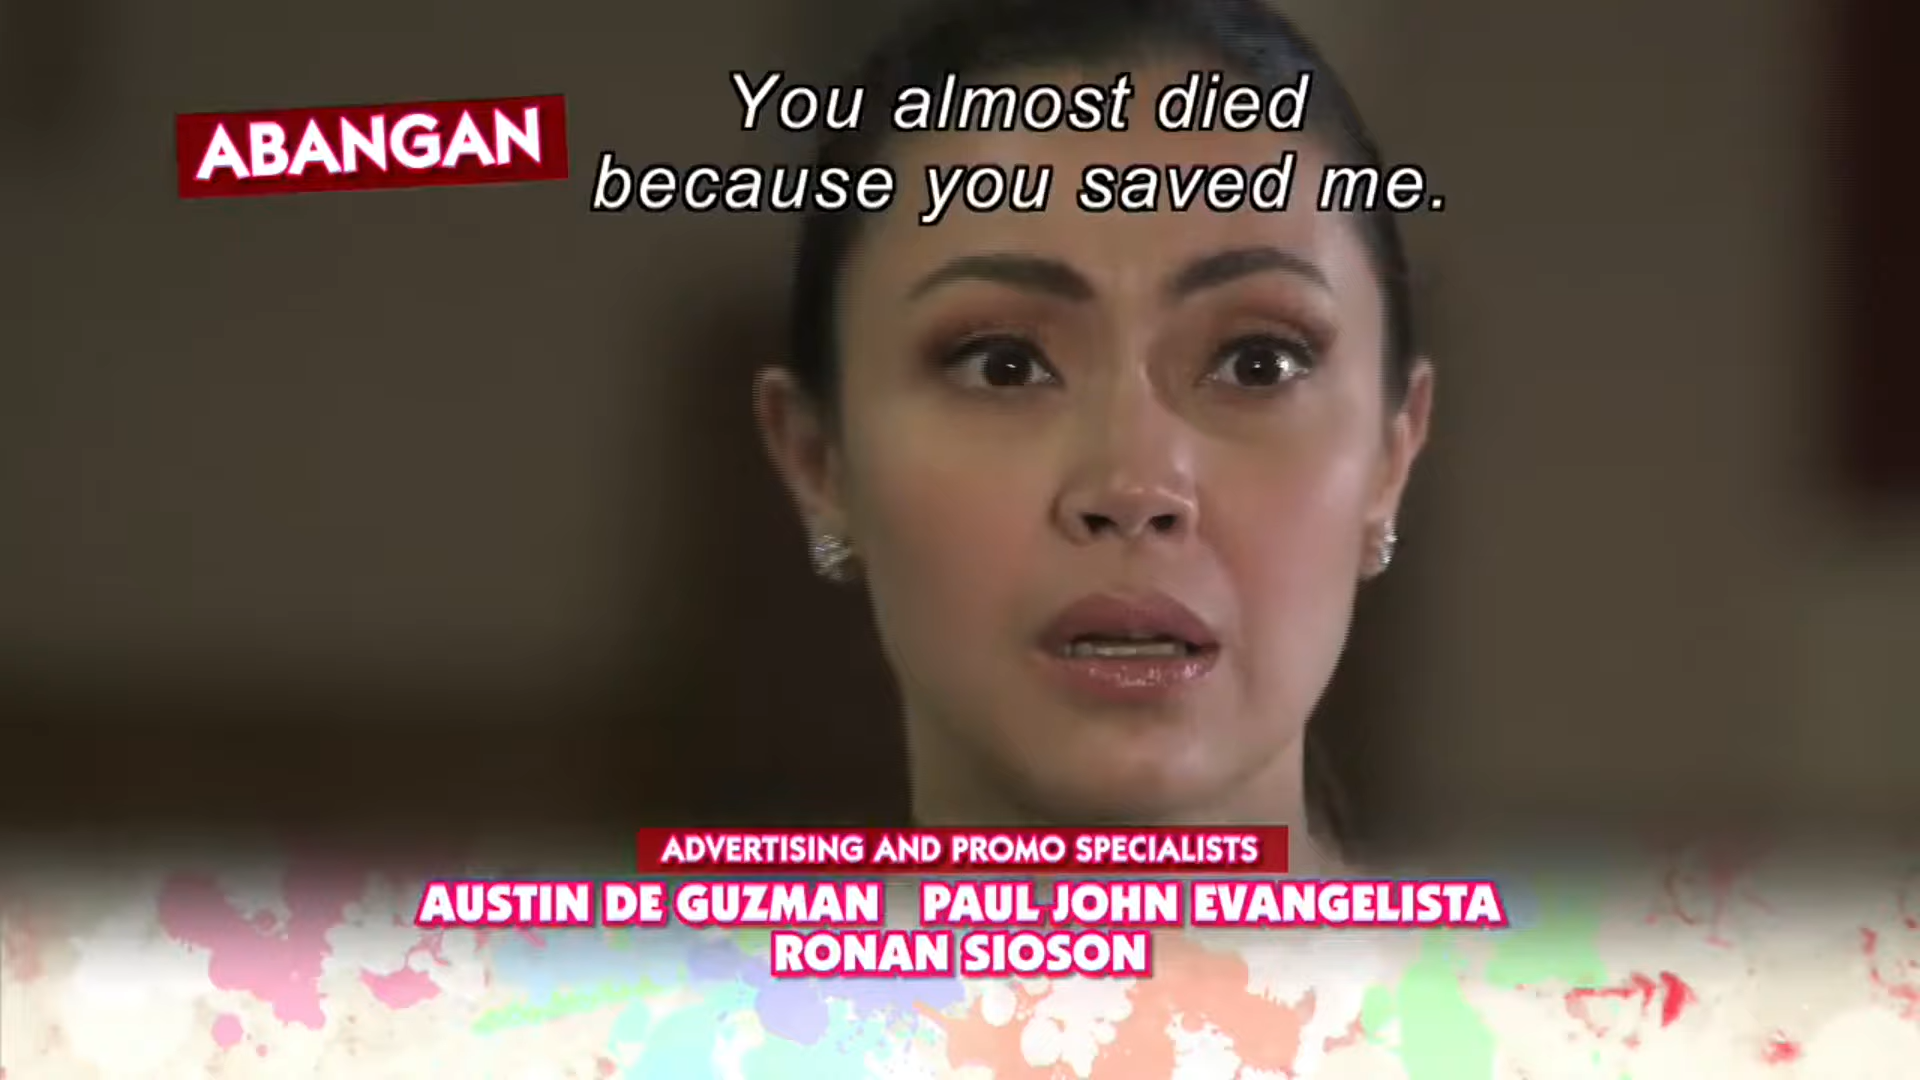 ABANGAN
You almost died
because you saved me.
ADVERTISING AND PROMO SPECIALISTS
AUSTIN DE GUZMAN PAUL JOHN EVANGELISTA
RONAN SIOSON